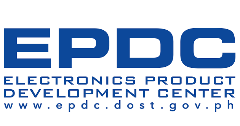 EPDC
ELECTRONICS PRODUCT
DEVELOPMENT CENTER
www.epdc.dost.gov.ph